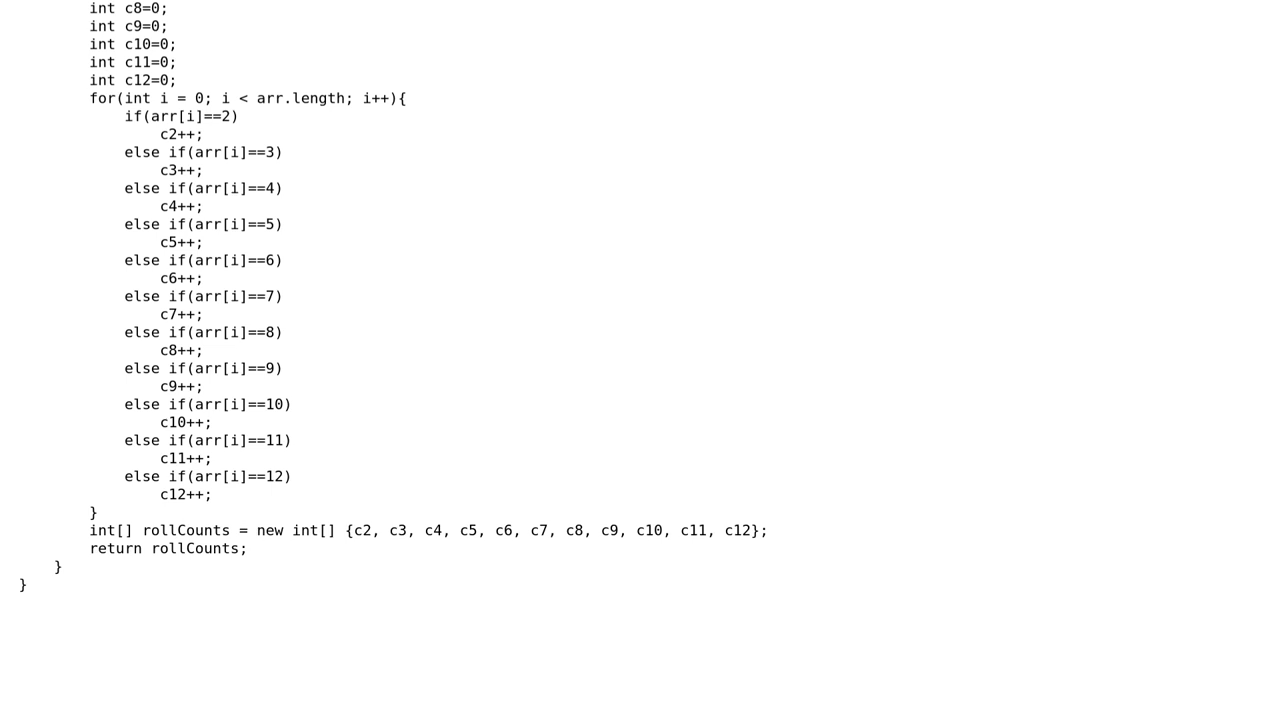 int c8=0;
        int c9=0;
        int c10=0;
        int c11=0;
        int c12=0;
        for(int i = 0; i < arr.length; i++){
            if(arr[i]==2)
                c2++;
            else if(arr[i]==3)
                c3++;
            else if(arr[i]==4)
                c4++;
            else if(arr[i]==5)
                c5++;
            else if(arr[i]==6)
                c6++;
            else if(arr[i]==7)
                c7++;
            else if(arr[i]==8)
                c8++;
            else if(arr[i]==9)
                c9++;
            else if(arr[i]==10)
                c10++;
            else if(arr[i]==11)
                c11++;
            else if(arr[i]==12)
                c12++;
        }
        int[] rollCounts = new int[] {c2, c3, c4, c5, c6, c7, c8, c9, c10, c11, c12};
        return rollCounts;
    }
}